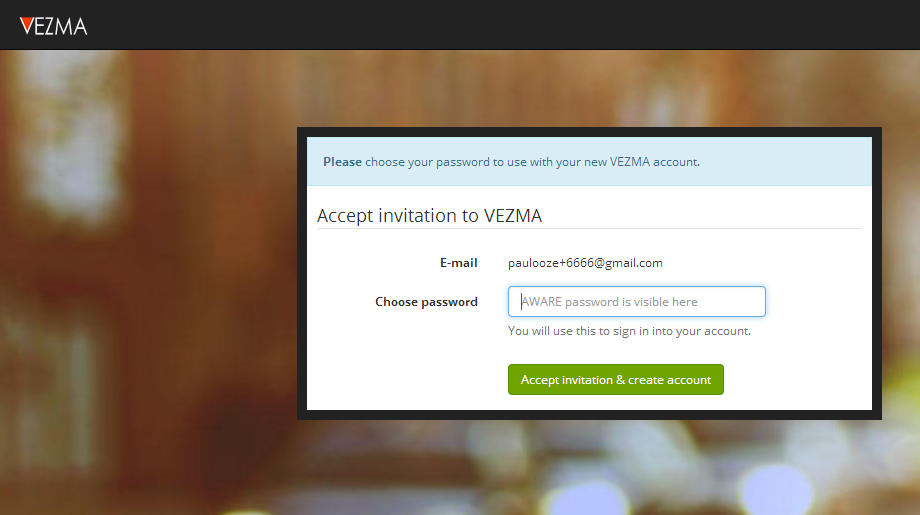 VEZMA
Please choose your password to use with your new VEZMA account.
Accept invitation to VEZMA
E-mail
paulooze+6666@gmail.com
Choose password
AWARE password is visible here
You will use this to sign in into your account.
Accept invitation & create account